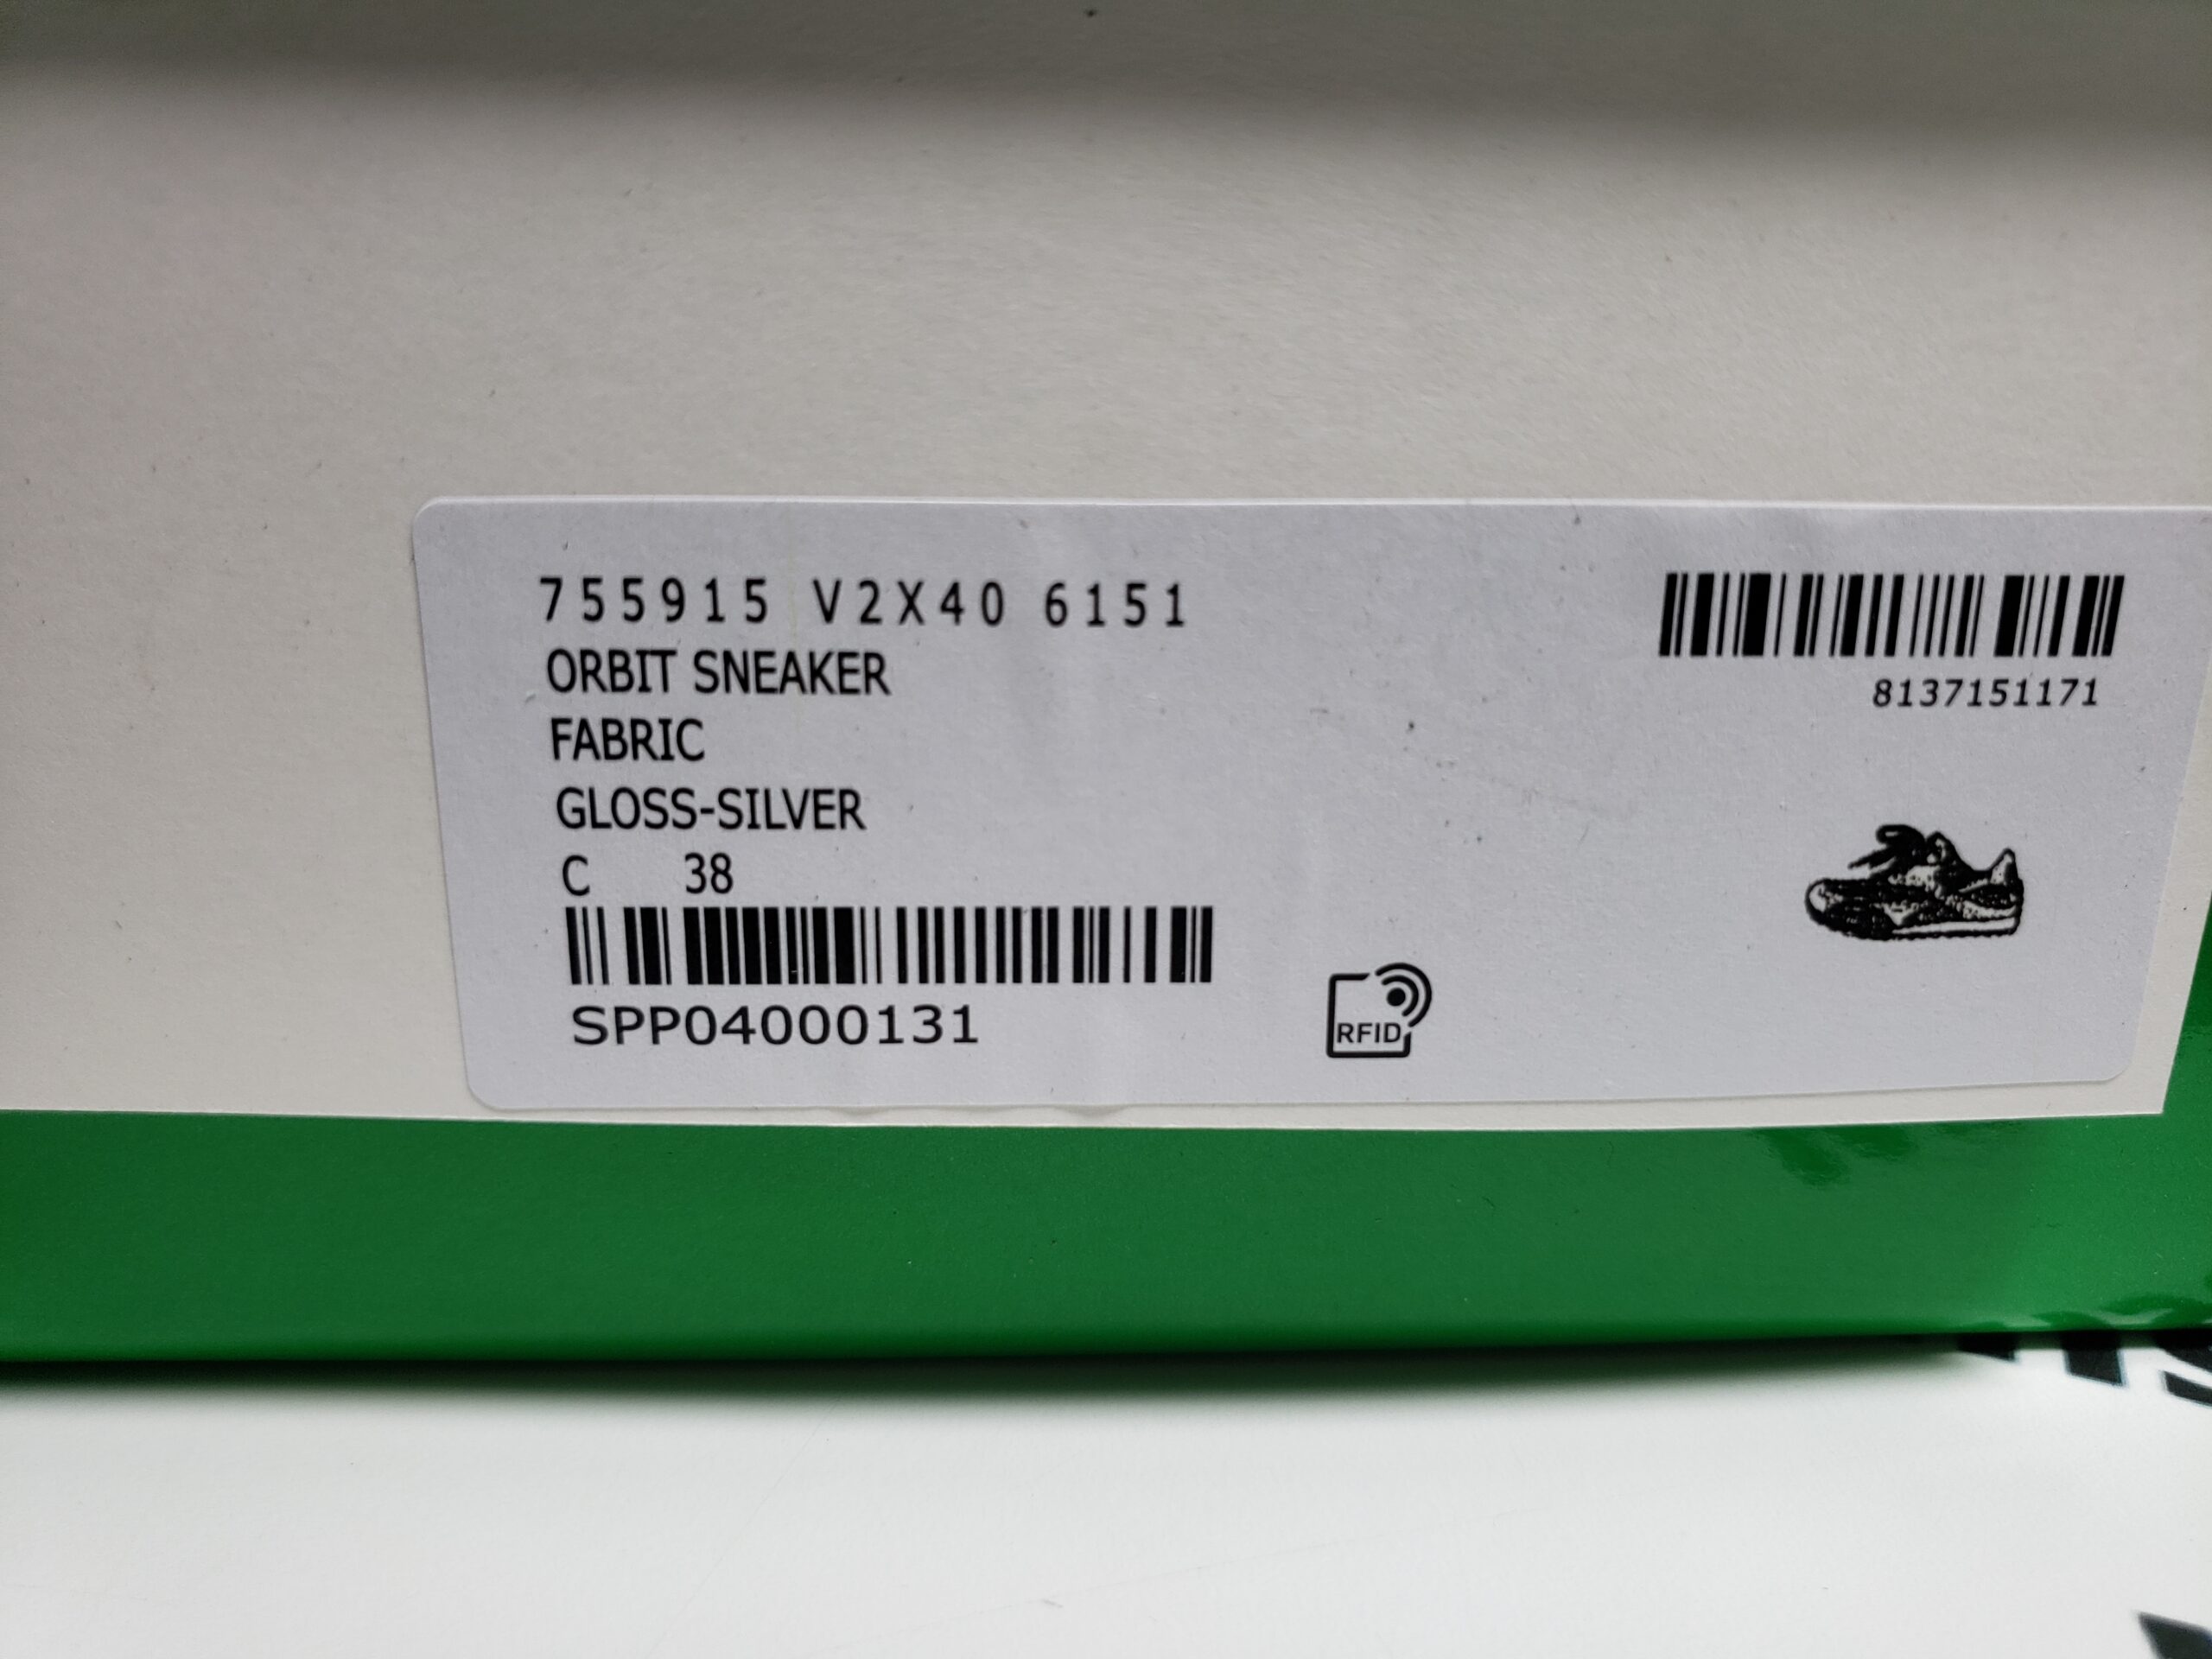 755915 V2X40 6151
ORBIT SNEAKER
FABRIC
GLOSS-SILVER
C 38
SPP04000131
8137151171
RFID